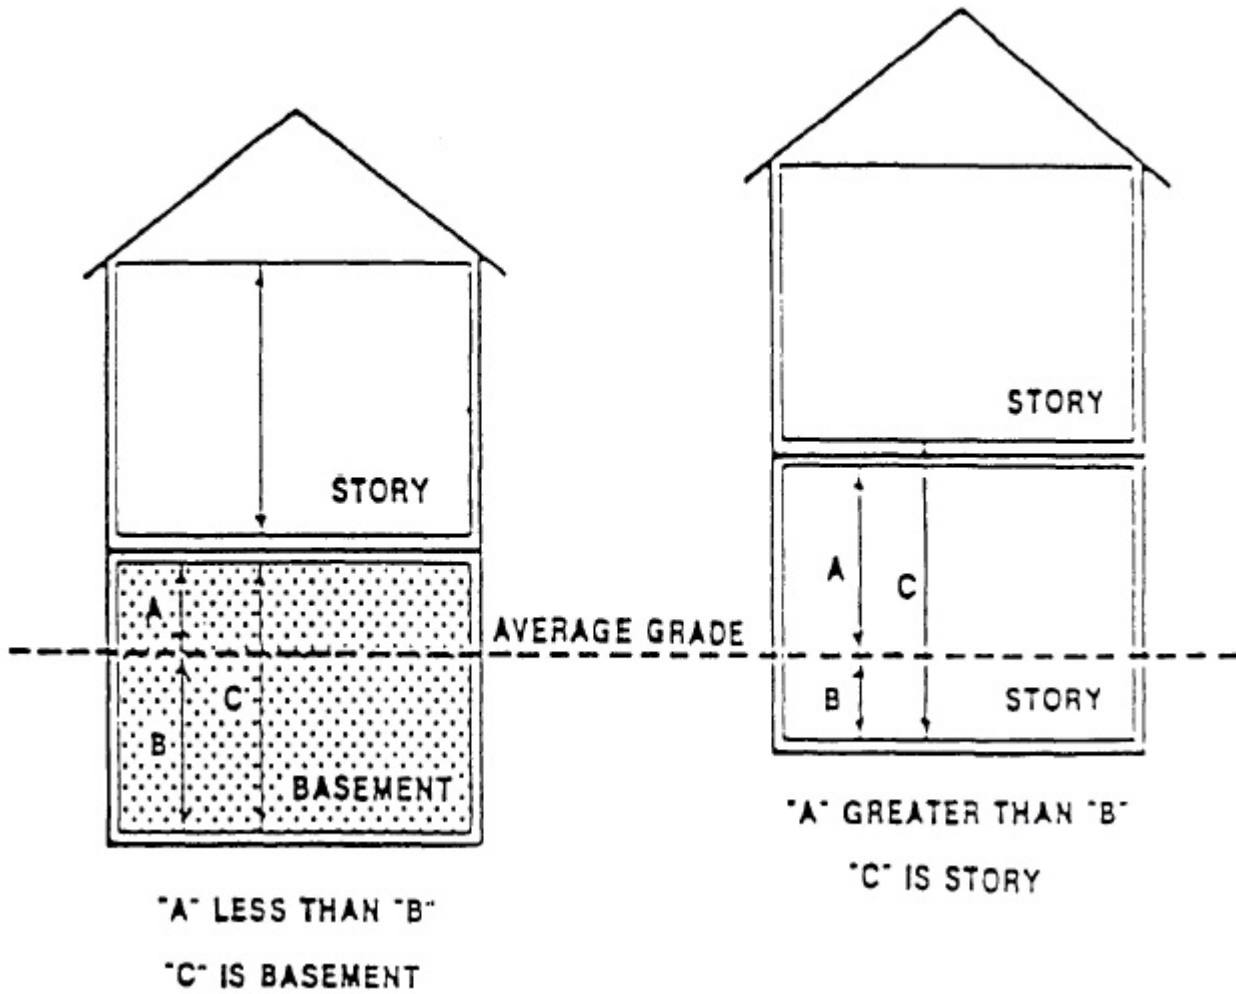 STORY
A
C
B
BASEMENT
"A" LESS THAN "B"
"C" IS BASEMENT
AVERAGE GRADE
STORY
A
C
B
STORY
"A" GREATER THAN "B"
"C" IS STORY